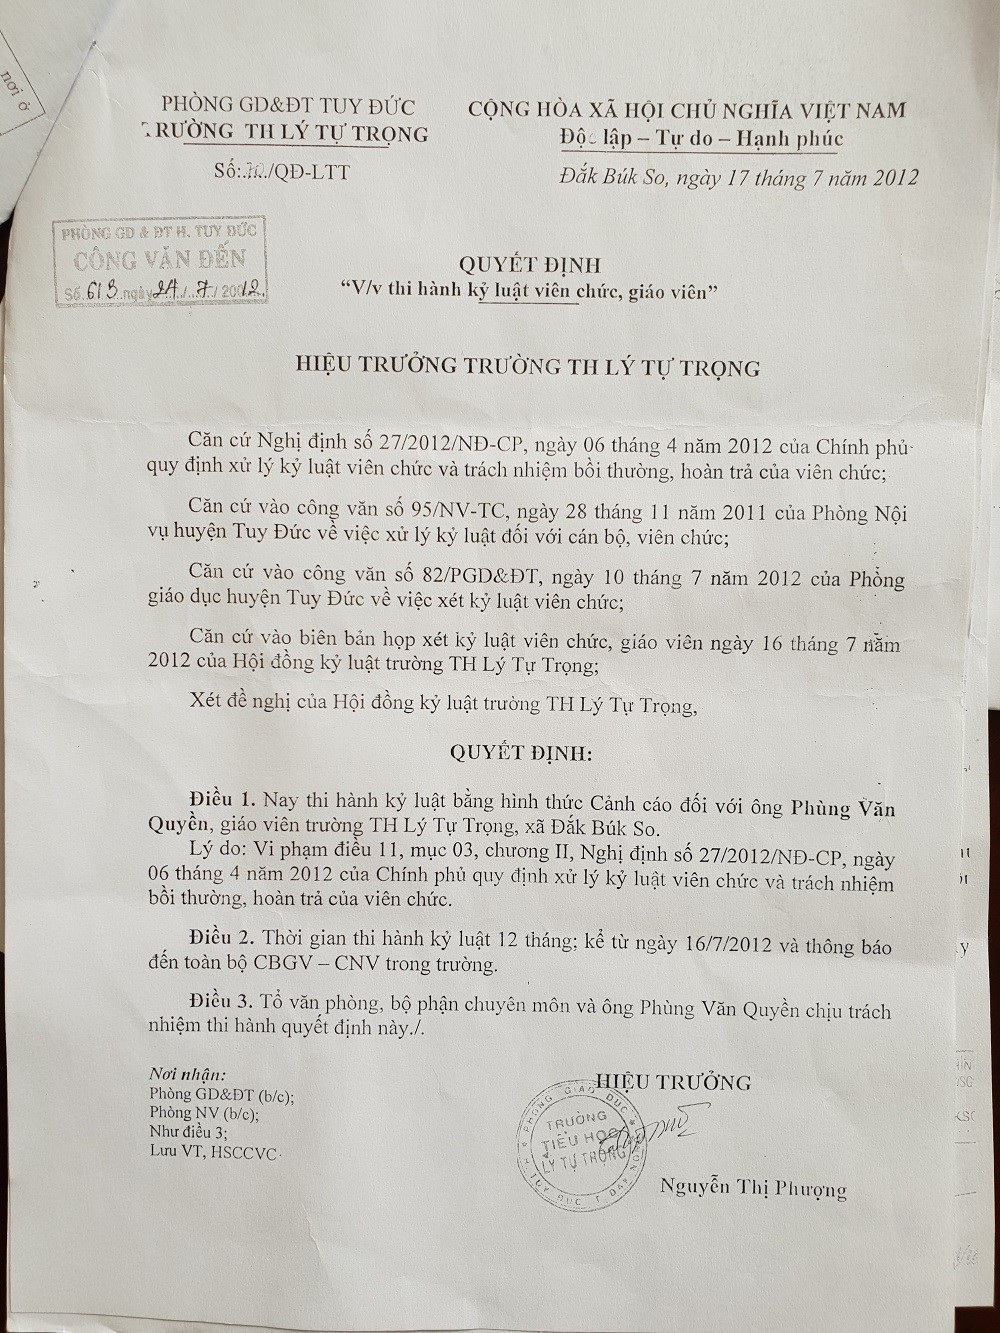 nơi ở
PHÒNG GD&ĐT TUY ĐỨC
TRƯỜNG TH LÝ TỰ TRỌNG
Số: /QĐ-LTT
CỘNG HÒA XÃ HỘI CHỦ NGHĨA VIỆT NAM
Độc lập – Tự do – Hạnh phúc
Đắk Búk So, ngày 17 tháng 7 năm 2012
PHÒNG GD & ĐT H. TUY ĐỨC
CÔNG VĂN ĐẾN
Số 613 ngày 24/7/2012.
QUYẾT ĐỊNH
“V/v thi hành kỷ luật viên chức, giáo viên”
HIỆU TRƯỞNG TRƯỜNG TH LÝ TỰ TRỌNG
Căn cứ Nghị định số 27/2012/NĐ-CP, ngày 06 tháng 4 năm 2012 của Chính phủ
quy định xử lý kỷ luật viên chức và trách nhiệm bồi thường, hoàn trả của viên chức;
Căn cứ vào công văn số 95/NV-TC, ngày 28 tháng 11 năm 2011 của Phòng Nội
vụ huyện Tuy Đức về việc xử lý kỷ luật đối với cán bộ, viên chức;
Căn cứ vào công văn số 82/PGD&ĐT, ngày 10 tháng 7 năm 2012 của Phòng
giáo dục huyện Tuy Đức về việc xét kỷ luật viên chức;
Căn cứ vào biên bản họp xét kỷ luật viên chức, giáo viên ngày 16 tháng 7 năm
2012 của Hội đồng kỷ luật trường TH Lý Tự Trọng;
Xét đề nghị của Hội đồng kỷ luật trường TH Lý Tự Trọng,
QUYẾT ĐỊNH:
Điều 1. Nay thi hành kỷ luật bằng hình thức Cảnh cáo đối với ông Phùng Văn
Quyền, giáo viên trường TH Lý Tự Trọng, xã Đắk Búk So.
Lý do: Vi phạm điều 11, mục 03, chương II, Nghị định số 27/2012/NĐ-CP, ngày
06 tháng 4 năm 2012 của Chính phủ quy định xử lý kỷ luật viên chức và trách nhiệm
bồi thường, hoàn trả của viên chức.
Điều 2. Thời gian thi hành kỷ luật 12 tháng; kể từ ngày 16/7/2012 và thông báo
đến toàn bộ CBGV – CNV trong trường.
Điều 3. Tổ văn phòng, bộ phận chuyên môn và ông Phùng Văn Quyền chịu trách
nhiệm thi hành quyết định này./.
Nơi nhận:
Phòng GD&ĐT (b/c);
Phòng NV (b/c);
Như điều 3;
Lưu VT, HSCCVC
HIỆU TRƯỞNG
PHÒNG GIÁO DỤC
TRƯỜNG
TIỂU HỌC
LÝ TỰ TRỌNG
H. TUY ĐỨC T. ĐẮK NÔNG
Nguyễn Thị Phượng